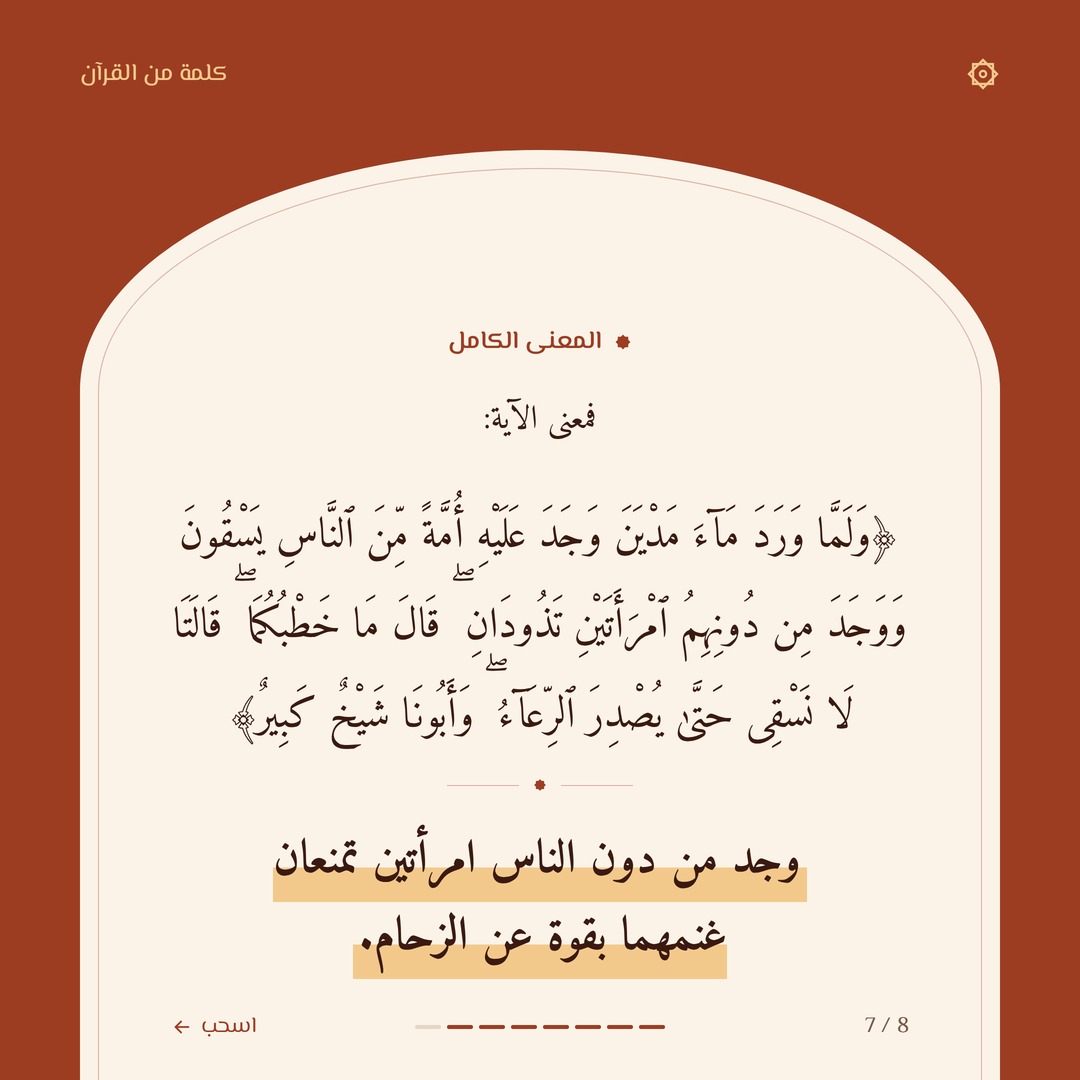 كلمة من القرآن
المعنى الكامل
فمعنى الآية:
﴿وَلَمَّا وَرَدَ مَآءَ مَدْيَنَ وَجَدَ عَلَيْهِ أُمَّةً مِّنَ ٱلنَّاسِ يَسْقُونَ
وَوَجَدَ مِن دُونِهِمُ ٱمْرَأَتَيْنِ تَذُودَانِ ۖ قَالَ مَا خَطْبُكُمَا ۖ قَالَتَا
لَا نَسْقِى حَتَّىٰ يُصْدِرَ ٱلرِّعَآءُ ۖ وَأَبُونَا شَيْخٌ كَبِيرٌ﴾
وجد من دون الناس امرأتين تمنعان
غنمهما بقوة عن الزحام.
7 / 8
اسحب ←